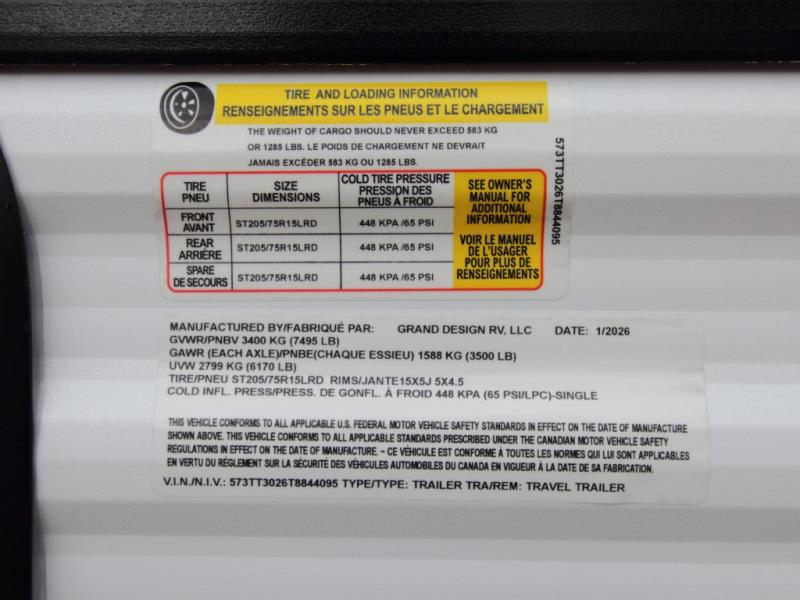 TIRE AND LOADING INFORMATION
RENSEIGNEMENTS SUR LES PNEUS ET LE CHARGEMENT
THE WEIGHT OF CARGO SHOULD NEVER EXCEED 583 KG
OR 1285 LBS. LE POIDS DE CHARGEMENT NE DEVRAIT
JAMAIS EXCÉDER 583 KG OU 1285 LBS.
TIRE
PNEU
SIZE
DIMENSIONS
COLD TIRE PRESSURE
PRESSION DES
PNEUS À FROID
SEE OWNER'S
MANUAL FOR
ADDITIONAL
INFORMATION
VOIR LE MANUEL
DE L'USAGER
POUR PLUS DE
RENSEIGNEMENTS
FRONT
AVANT
ST205/75R15LRD
448 KPA /65 PSI
REAR
ARRIÈRE
ST205/75R15LRD
448 KPA /65 PSI
SPARE
DE SECOURS
ST205/75R15LRD
448 KPA /65 PSI
573TT3026T8844095
MANUFACTURED BY/FABRIQUÉ PAR: GRAND DESIGN RV, LLC DATE: 1/2026
GVWR/PNBV 3400 KG (7495 LB)
GAWR (EACH AXLE)/PNBE(CHAQUE ESSIEU) 1588 KG (3500 LB)
UVW 2799 KG (6170 LB)
TIRE/PNEU ST205/75R15LRD RIMS/JANTE15X5J 5X4.5
COLD INFL. PRESS/PRESS. DE GONFL. À FROID 448 KPA (65 PSI/LPC)-SINGLE
THIS VEHICLE CONFORMS TO ALL APPLICABLE U.S. FEDERAL MOTOR VEHICLE SAFETY STANDARDS IN EFFECT ON THE DATE OF MANUFACTURE
SHOWN ABOVE. THIS VEHICLE CONFORMS TO ALL APPLICABLE STANDARDS PRESCRIBED UNDER THE CANADIAN MOTOR VEHICLE SAFETY
REGULATIONS IN EFFECT ON THE DATE OF MANUFACTURE. ~ CE VÉHICULE EST CONFORME À TOUTES LES NORMES QUI LUI SONT APPLICABLES
EN VERTU DU RÈGLEMENT SUR LA SÉCURITÉ DES VÉHICULES AUTOMOBILES DU CANADA EN VIGUEUR À LA DATE DE SA FABRICATION.
V.I.N./N.I.V.: 573TT3026T8844095 TYPE/TYPE: TRAILER TRA/REM: TRAVEL TRAILER